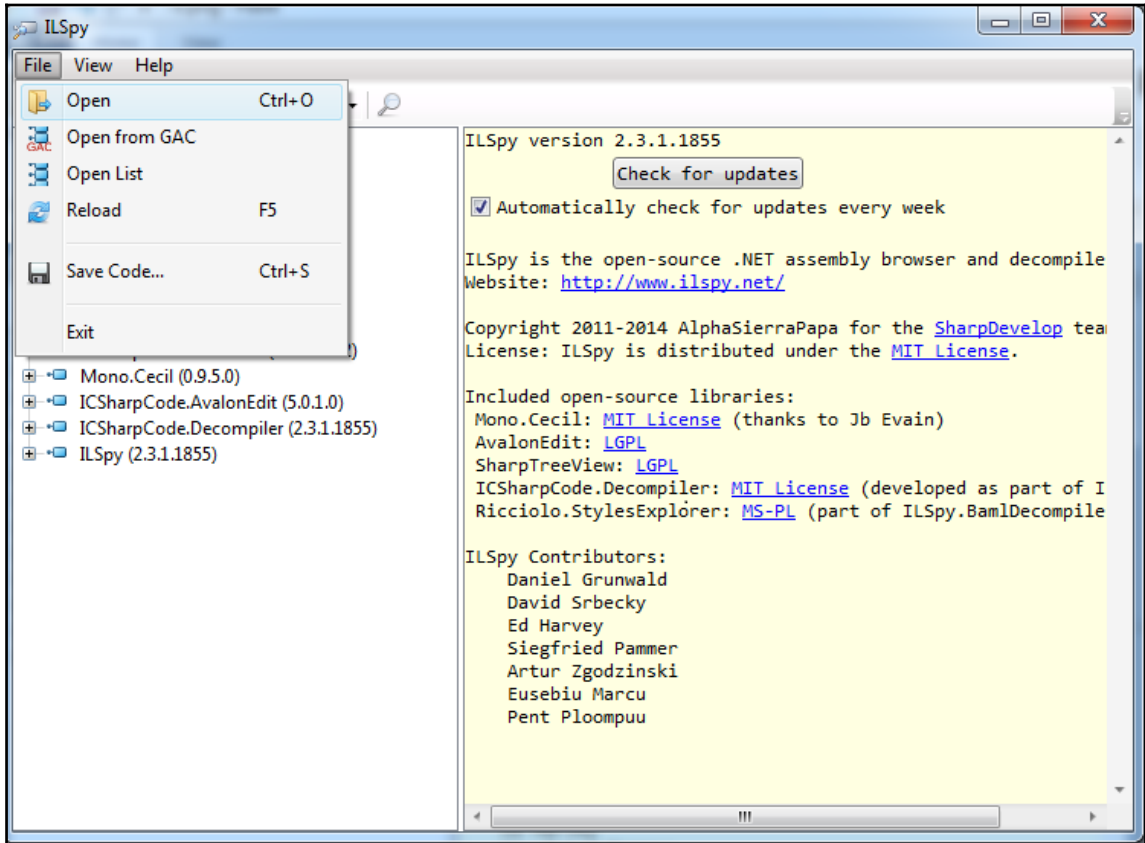 ILSpy
File View Help
Open Ctrl+O
Open from GAC
Open List
Reload F5
Save Code... Ctrl+S
Exit
Mono.Cecil (0.9.5.0)
ICSharpCode.AvalonEdit (5.0.1.0)
ICSharpCode.Decompiler (2.3.1.1855)
ILSpy (2.3.1.1855)
ILSpy version 2.3.1.1855
Check for updates
Automatically check for updates every week
ILSpy is the open-source .NET assembly browser and decompile
Website: http://www.ilspy.net/
Copyright 2011-2014 AlphaSierraPapa for the SharpDevelop tea
License: ILSpy is distributed under the MIT License.
Included open-source libraries:
Mono.Cecil: MIT License (thanks to Jb Evain)
AvalonEdit: LGPL
SharpTreeView: LGPL
ICSharpCode.Decompiler: MIT License (developed as part of I
Ricciolo.StylesExplorer: MS-PL (part of ILSpy.BamlDecompile
ILSpy Contributors:
Daniel Grunwald
David Srbecky
Ed Harvey
Siegfried Pammer
Artur Zgodzinski
Eusebiu Marcu
Pent Ploompuu